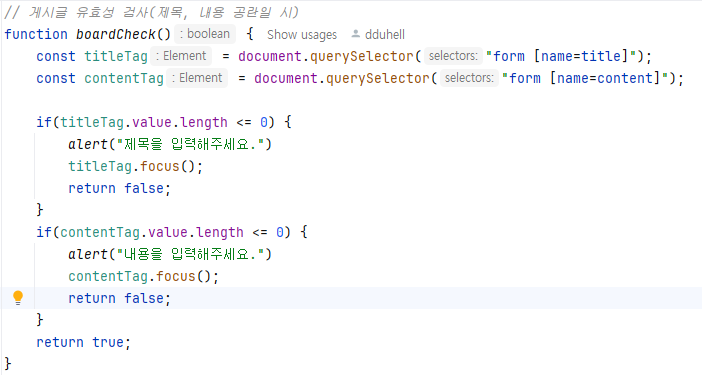 // 게시글 유효성 검사(제목, 내용 공란일 시)
function boardCheck() : boolean { Show usages dduhell
const titleTag : Element = document.querySelector( selectors: "form [name=title]");
const contentTag : Element = document.querySelector( selectors: "form [name=content]");
if(titleTag.value.length <= 0) {
alert("제목을 입력해주세요.")
titleTag.focus();
return false;
}
if(contentTag.value.length <= 0) {
alert("내용을 입력해주세요.")
contentTag.focus();
return false;
}
return true;
}